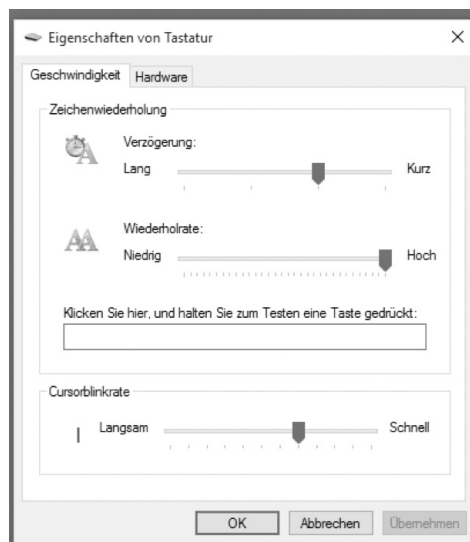 Eigenschaften von Tastatur
Geschwindigkeit Hardware
Zeichenwiederholung
Verzögerung:
Lang Kurz
Wiederholrate:
Niedrig Hoch
Klicken Sie hier, und halten Sie zum Testen eine Taste gedrückt:
Cursorblinkrate
Langsam Schnell
OK Abbrechen Übernehmen